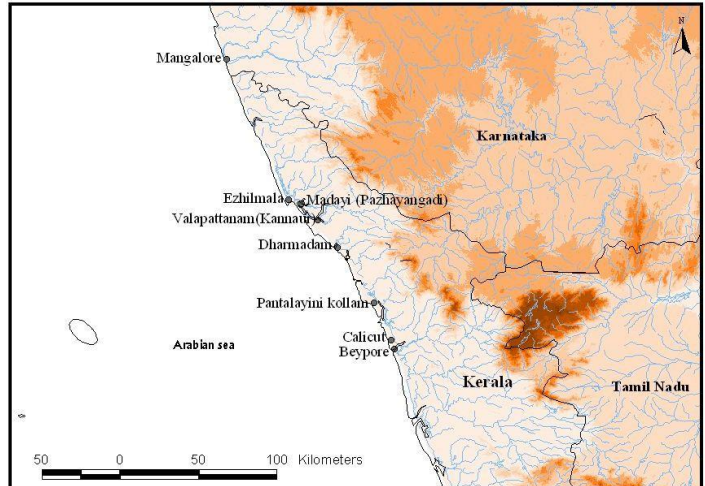 N
Mangalore
Karnataka
Ezhilmala
Madayi (Pazhayangadi)
Valapattanam(Kannaur)
Dharmadam
Pantalayini kollam
Calicut
Arabian sea
Beypore
Kerala
Tamil Nadu
50 0 50 100 Kilometers